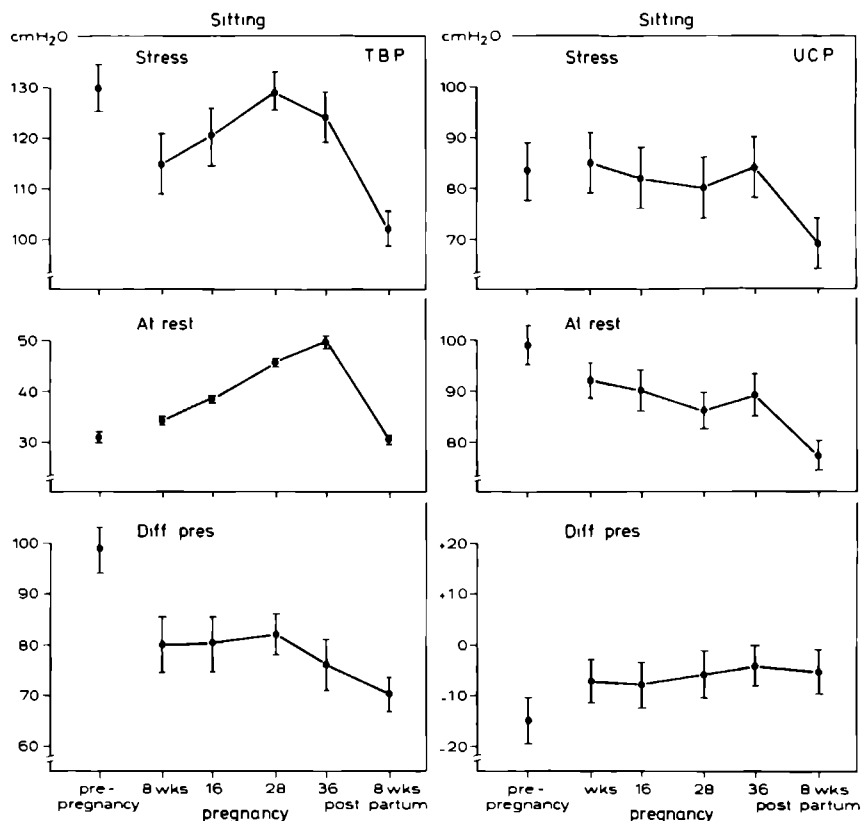 Sitting
cmH2O
Stress TBP
130
120
110
100
At rest
50
40
30
Diff pres
100
90
80
70
60
pre- 8 wks 16 28 36 8 wks
pregnancy pregnancy post partum
Sitting
cmH2O
Stress UCP
100
90
80
70
At rest
100
90
80
Diff pres
+20
+10
0
-10
-20
pre- wks 16 28 36 8 wks
pregnancy pregnancy post partum